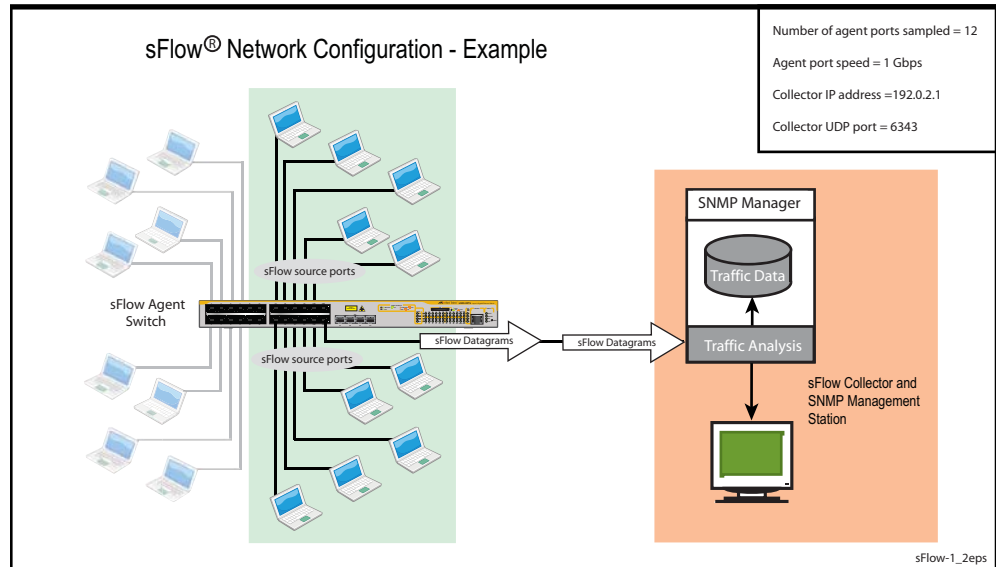 sFlow® Network Configuration - Example
Number of agent ports sampled = 12
Agent port speed = 1 Gbps
Collector IP address =192.0.2.1
Collector UDP port = 6343
SNMP Manager
Traffic Data
sFlow source ports
sFlow Agent
Switch
sFlow Datagrams
sFlow Datagrams
Traffic Analysis
sFlow source ports
sFlow Collector and
SNMP Management
Station
sFlow-1_2eps